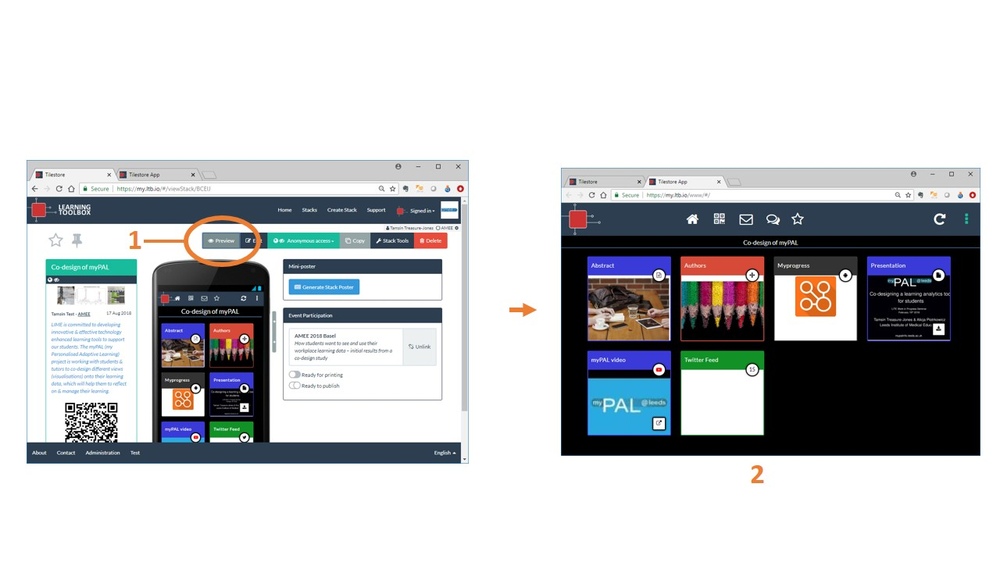 Tilestore
Tilestore App
Secure
https://my.ltb.io/#/viewStack/BCEIJ
LEARNING
TOOLBOX
Home
Stacks
Create Stack
Support
Signed in
Tamsin Treasure-Jones
AMEE
1
Preview
Anonymous access
Copy
Stack Tools
Delete
Co-design of myPAL
Tamsin Test - AMEE
17 Aug 2018
LIME is committed to developing
innovative & effective technology
enhanced learning tools to support
our students. The myPAL (my
Personalised Adaptive Learning)
project is working with students &
tutors to co-design different views
(visualisations) onto their learning
data, which will help them to reflect
on & manage their learning.
Co-design of myPAL
Abstract
Authors
Myprogress
Presentation
myPAL video
Twitter Feed
Mini-poster
Generate Stack Poster
Event Participation
AMEE 2018 Basel
How students want to see and use their
workplace learning data – initial results from a
co-design study
Unlink
Ready for printing
Ready to publish
About
Contact
Administration
Test
English
Tilestore
Tilestore App
Secure
https://my.ltb.io/www/#/
Co-design of myPAL
Abstract
Authors
Myprogress
Presentation
myPAL @leeds
Co-designing a learning analytics toc
for students
Tamsin Treasure-Jones & Alicja Piotrkowicz
Leeds Institute of Medical Educ
myPAL video
myPAL @leeds
Twitter Feed
15
2